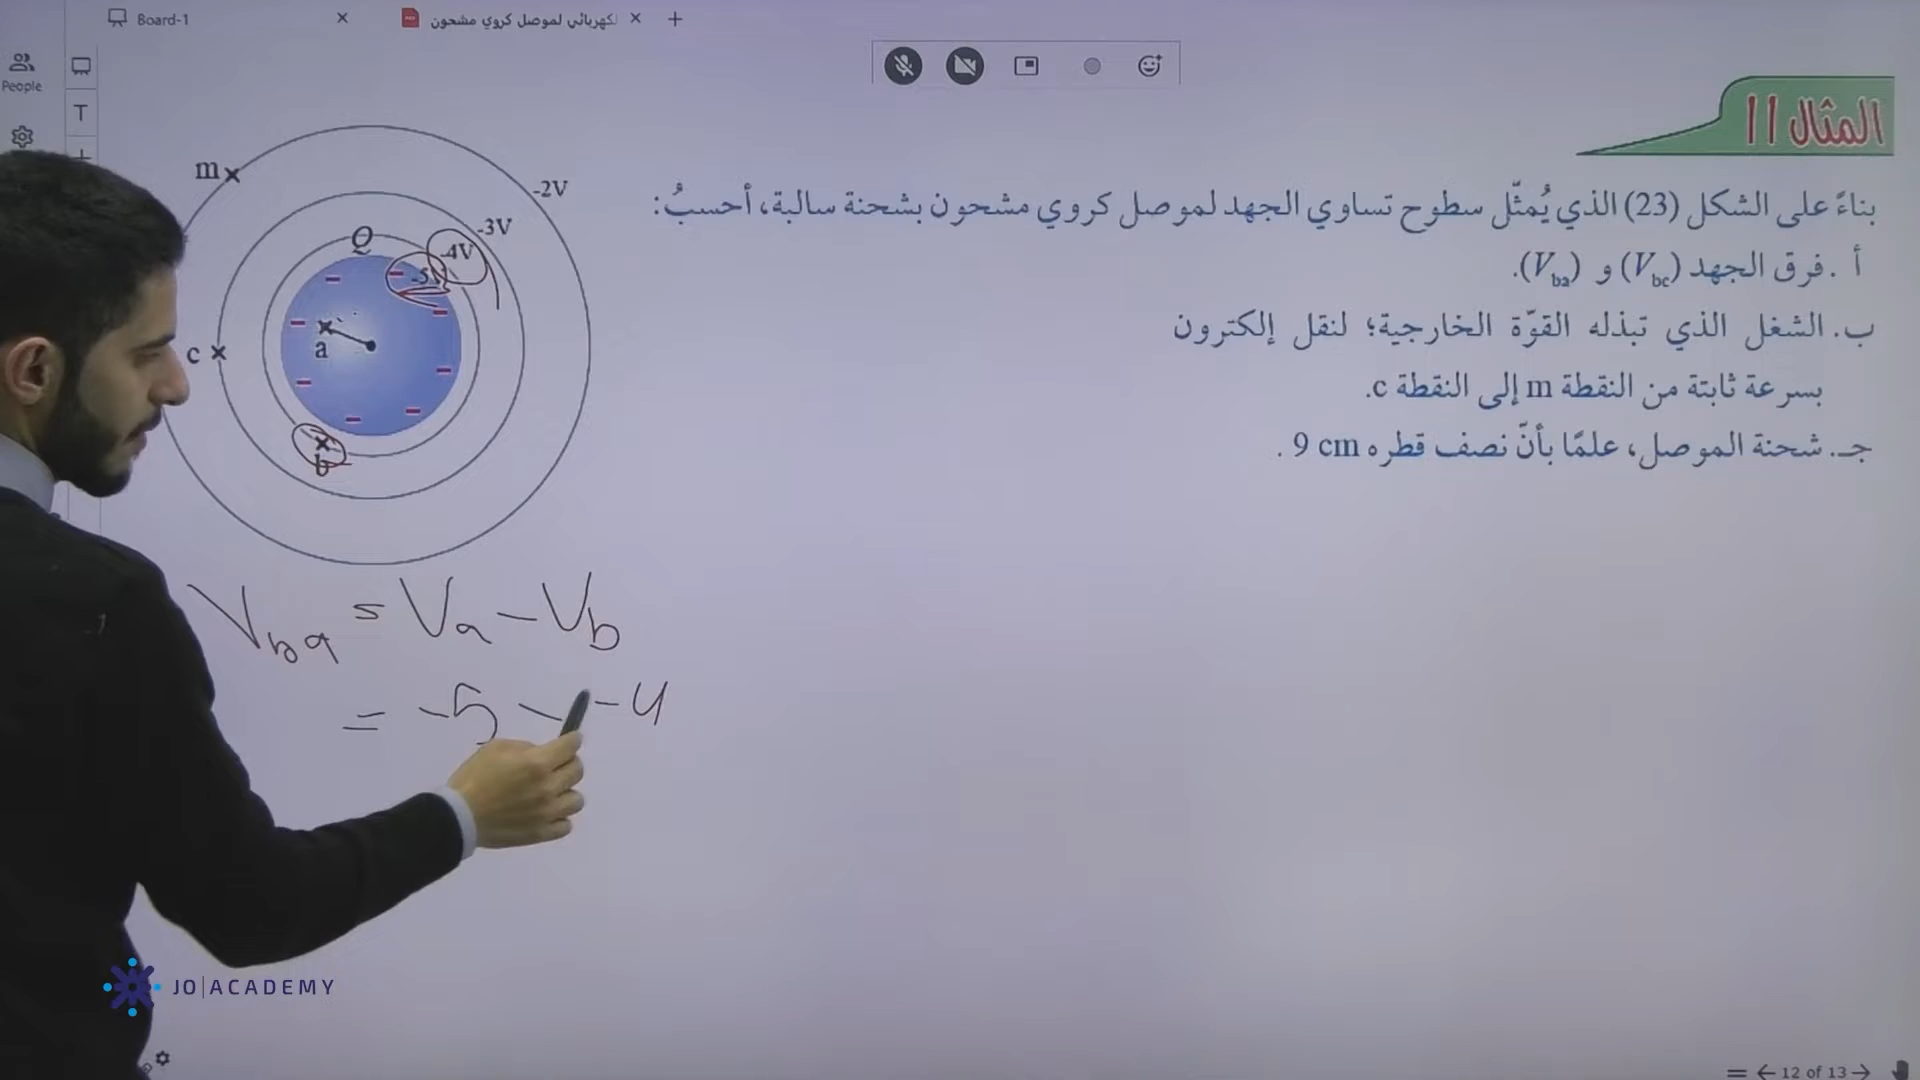 Board-1
لكهربائي لموصل كروي مشحون
People
T
المثال 11
بناءً على الشكل (23) الذي يُمثّل سطوح تساوي الجهد لموصل كروي مشحون بشحنة سالبة، أحسبُ:
أ . فرق الجهد (Vbc) و (Vba).
ب. الشغل الذي تبذله القوّة الخارجية؛ لنقل إلكترون
بسرعة ثابتة من النقطة m إلى النقطة c.
جـ. شحنة الموصل، علمًا بأنّ نصف قطره 9 cm .
m
-2V
-3V
Q
-4V
-5V
a
c
b
Vba = Va - Vb
= -5 - -4
JO ACADEMY
12 of 13